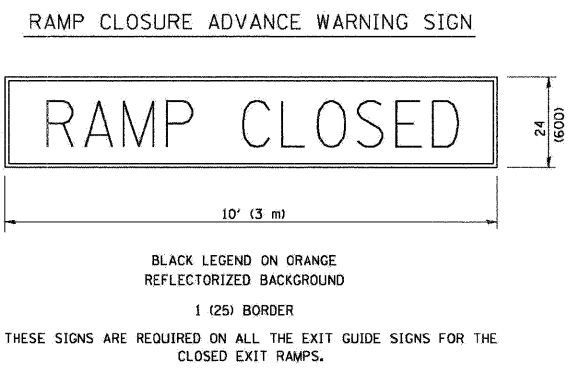 RAMP CLOSURE ADVANCE WARNING SIGN
RAMP CLOSED
24
(600)
10' (3 m)
BLACK LEGEND ON ORANGE
REFLECTORIZED BACKGROUND
1 (25) BORDER
THESE SIGNS ARE REQUIRED ON ALL THE EXIT GUIDE SIGNS FOR THE
CLOSED EXIT RAMPS.